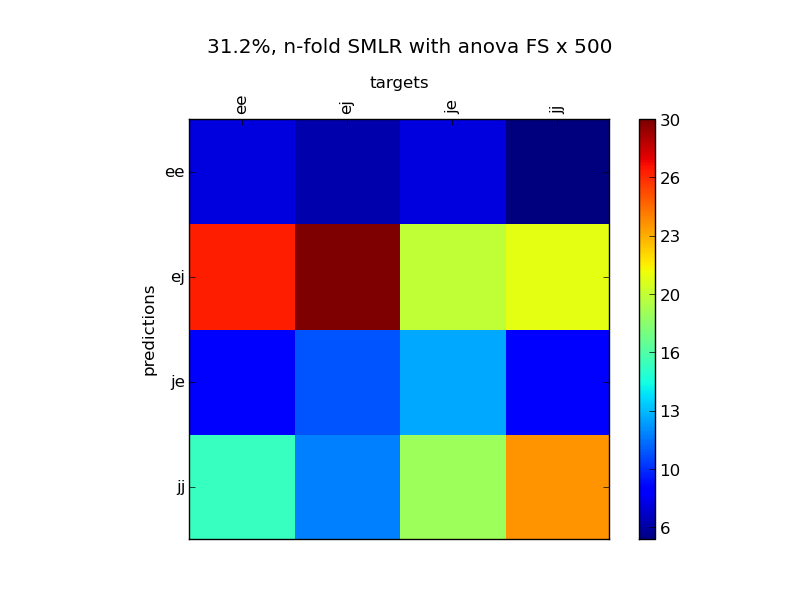 31.2%, n-fold SMLR with anova FS x 500
targets
ee
ej
je
jj
predictions
ee
ej
je
jj
30
26
23
20
16
13
10
6